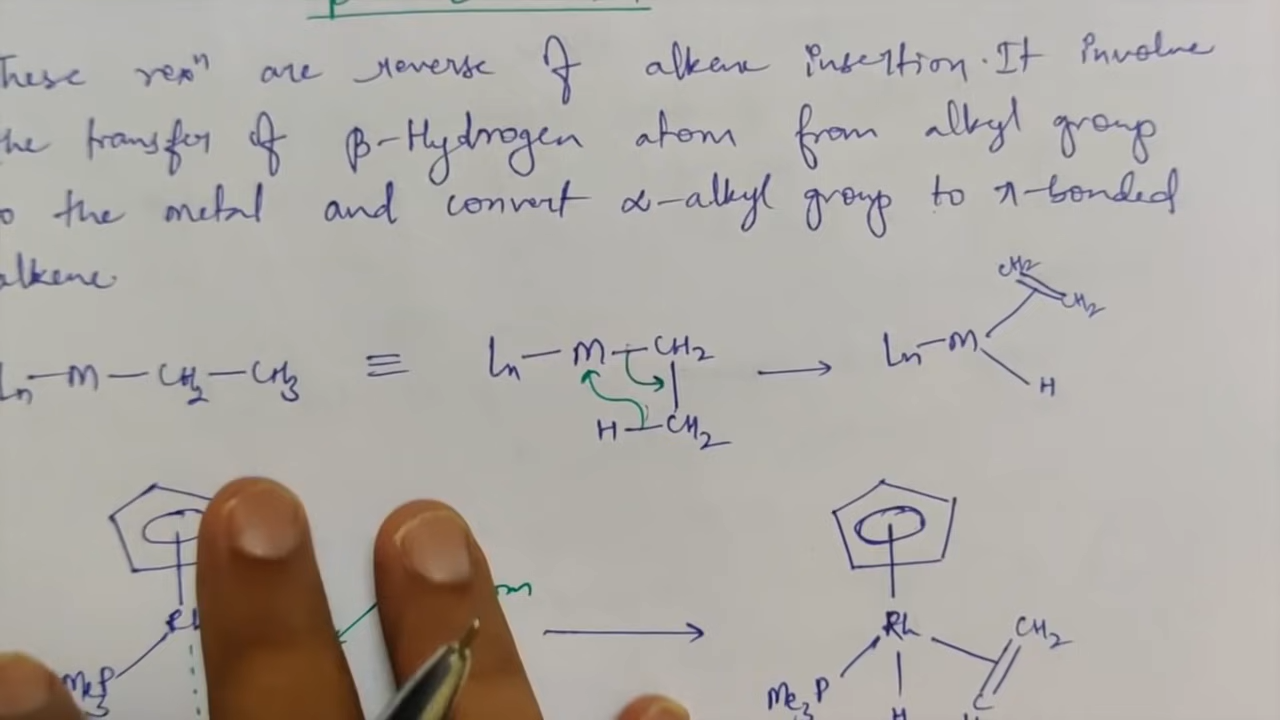 These rexⁿ are reverse of alkene insertion. It involve
the transfer of β-Hydrogen atom from alkyl group
to the metal and convert α-alkyl group to π-bonded
alkene.
Ln—M—CH2—CH3 ≡ Ln—M—CH2 → Ln—M CH2=CH2
H—CH2 H
Rh → Rh CH2
Me3P Me3P H C